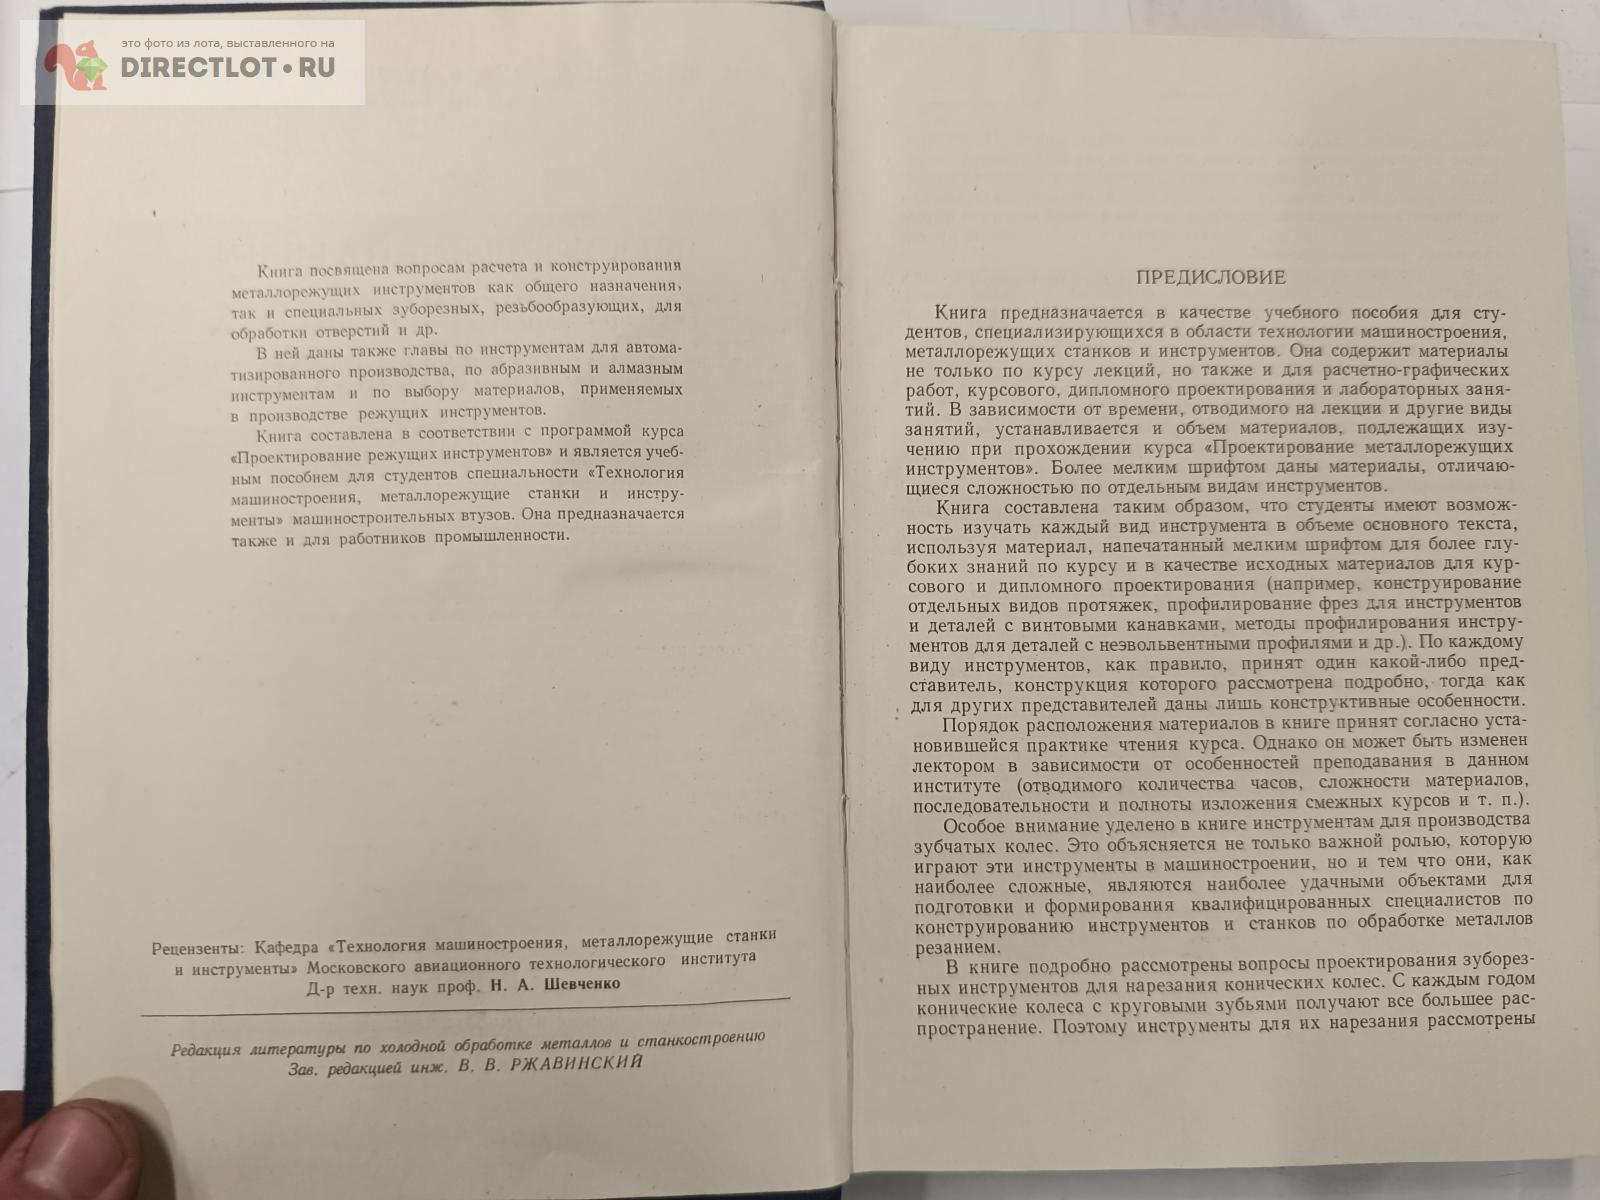 это фото из лота, выставленного на
DIRECTLOT•RU
Книга посвящена вопросам расчета и конструирования
металлорежущих инструментов как общего назначения,
так и специальных зуборезных, резьбообразующих, для
обработки отверстий и др.
В ней даны также главы по инструментам для автома-
тизированного производства, по абразивным и алмазным
инструментам и по выбору материалов, применяемых
в производстве режущих инструментов.
Книга составлена в соответствии с программой курса
«Проектирование режущих инструментов» и является учеб-
ным пособием для студентов специальности «Технология
машиностроения, металлорежущие станки и инстру-
менты» машиностроительных втузов. Она предназначается
также и для работников промышленности.
Рецензенты: Кафедра «Технология машиностроения, металлорежущие станки
и инструменты» Московского авиационного технологического института
Д-р техн. наук проф. Н. А. Шевченко
Редакция литературы по холодной обработке металлов и станкостроению
Зав. редакцией инж. В. В. РЖАВИНСКИЙ
ПРЕДИСЛОВИЕ
Книга предназначается в качестве учебного пособия для сту-
дентов, специализирующихся в области технологии машиностроения,
металлорежущих станков и инструментов. Она содержит материалы
не только по курсу лекций, но также и для расчетно-графических
работ, курсового, дипломного проектирования и лабораторных заня-
тий. В зависимости от времени, отводимого на лекции и другие виды
занятий, устанавливается и объем материалов, подлежащих изу-
чению при прохождении курса «Проектирование металлорежущих
инструментов». Более мелким шрифтом даны материалы, отличаю-
щиеся сложностью по отдельным видам инструментов.
Книга составлена таким образом, что студенты имеют возмож-
ность изучать каждый вид инструмента в объеме основного текста,
используя материал, напечатанный мелким шрифтом для более глу-
боких знаний по курсу и в качестве исходных материалов для кур-
сового и дипломного проектирования (например, конструирование
отдельных видов протяжек, профилирование фрез для инструментов
и деталей с винтовыми канавками, методы профилирования инстру-
ментов для деталей с неэвольвентными профилями и др.). По каждому
виду инструментов, как правило, принят один какой-либо пред-
ставитель, конструкция которого рассмотрена подробно, тогда как
для других представителей даны лишь конструктивные особенности.
Порядок расположения материалов в книге принят согласно уста-
новившейся практике чтения курса. Однако он может быть изменен
лектором в зависимости от особенностей преподавания в данном
институте (отводимого количества часов, сложности материалов,
последовательности и полноты изложения смежных курсов и т. п.).
Особое внимание уделено в книге инструментам для производства
зубчатых колес. Это объясняется не только важной ролью, которую
играют эти инструменты в машиностроении, но и тем что они, как
наиболее сложные, являются наиболее удачными объектами для
подготовки и формирования квалифицированных специалистов по
конструированию инструментов и станков по обработке металлов
резанием.
В книге подробно рассмотрены вопросы проектирования зуборез-
ных инструментов для нарезания конических колес. С каждым годом
конические колеса с круговыми зубьями получают все большее рас-
пространение. Поэтому инструменты для их нарезания рассмотрены